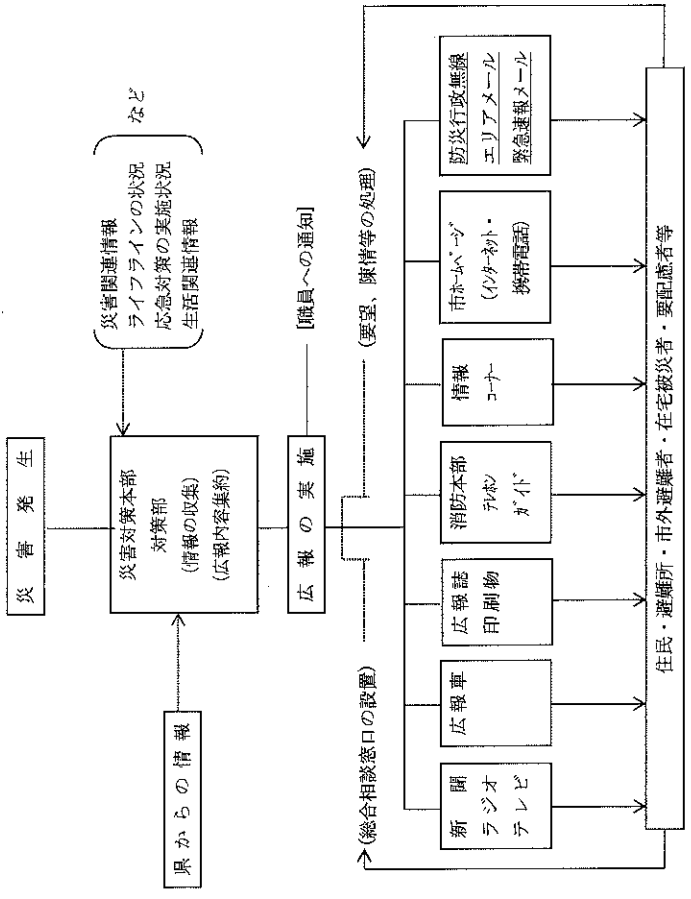 災害発生
県からの情報
災害対策本部
対策部
(情報の収集)
(広報内容集約)
災害関連情報
ライフラインの状況
応急対策の実施状況
生活関連情報
など
広報の実施
[職員への通知]
(総合相談窓口の設置)
(要望、陳情等の処理)
新聞
ラジオ
テレビ
広報車
広報誌
印刷物
消防本部
テレホン
ガイド
情報
コーナー
市ホームページ
(インターネット・
携帯電話)
防災行政無線
エリアメール
緊急速報メール
住民・避難所・市外避難者・在宅被災者・要配慮者等